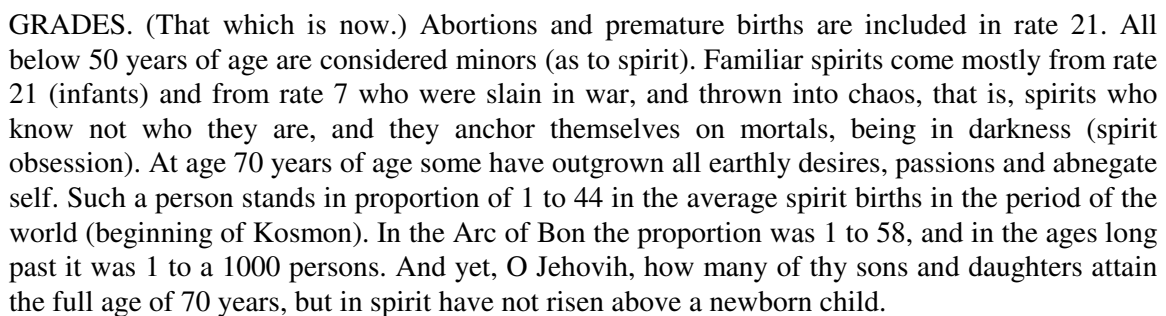 GRADES. (That which is now.) Abortions and premature births are included in rate 21. All
below 50 years of age are considered minors (as to spirit). Familiar spirits come mostly from rate
21 (infants) and from rate 7 who were slain in war, and thrown into chaos, that is, spirits who
know not who they are, and they anchor themselves on mortals, being in darkness (spirit
obsession). At age 70 years of age some have outgrown all earthly desires, passions and abnegate
self. Such a person stands in proportion of 1 to 44 in the average spirit births in the period of the
world (beginning of Kosmon). In the Arc of Bon the proportion was 1 to 58, and in the ages long
past it was 1 to a 1000 persons. And yet, O Jehovih, how many of thy sons and daughters attain
the full age of 70 years, but in spirit have not risen above a newborn child.